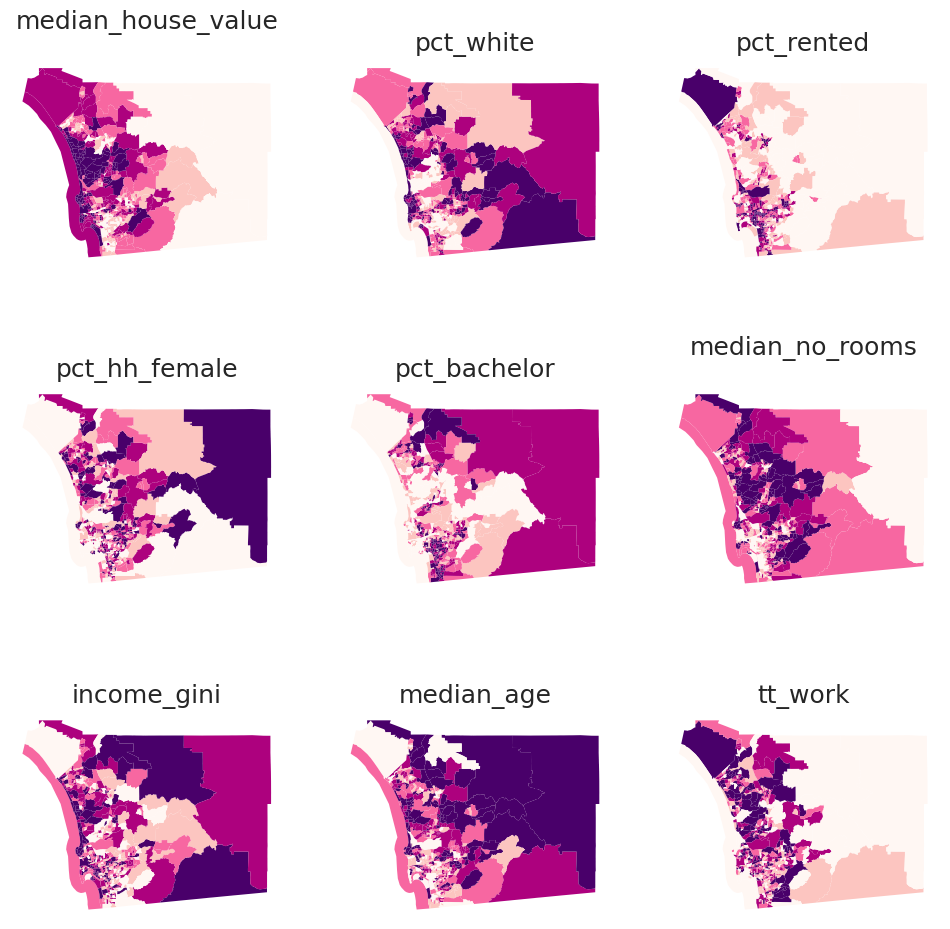 median_house_value
pct_white
pct_rented
pct_hh_female
pct_bachelor
median_no_rooms
income_gini
median_age
tt_work